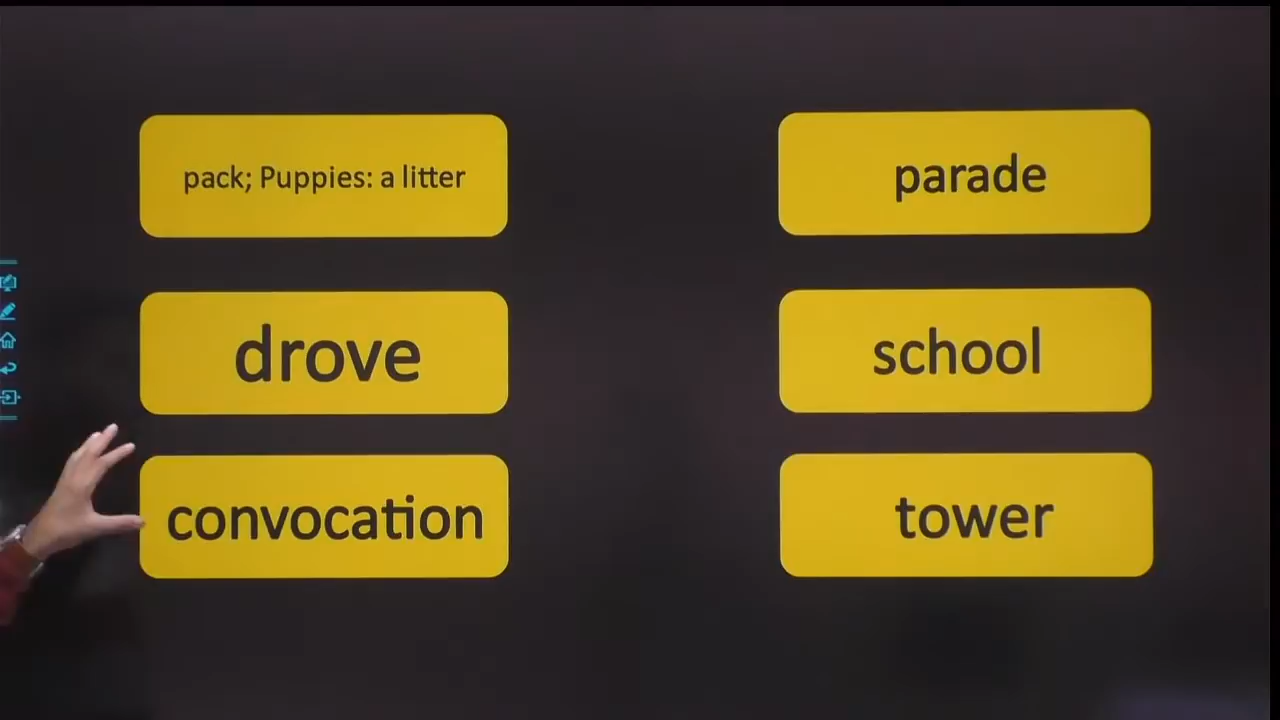 pack; Puppies: a litter
parade
drove
school
convocation
tower